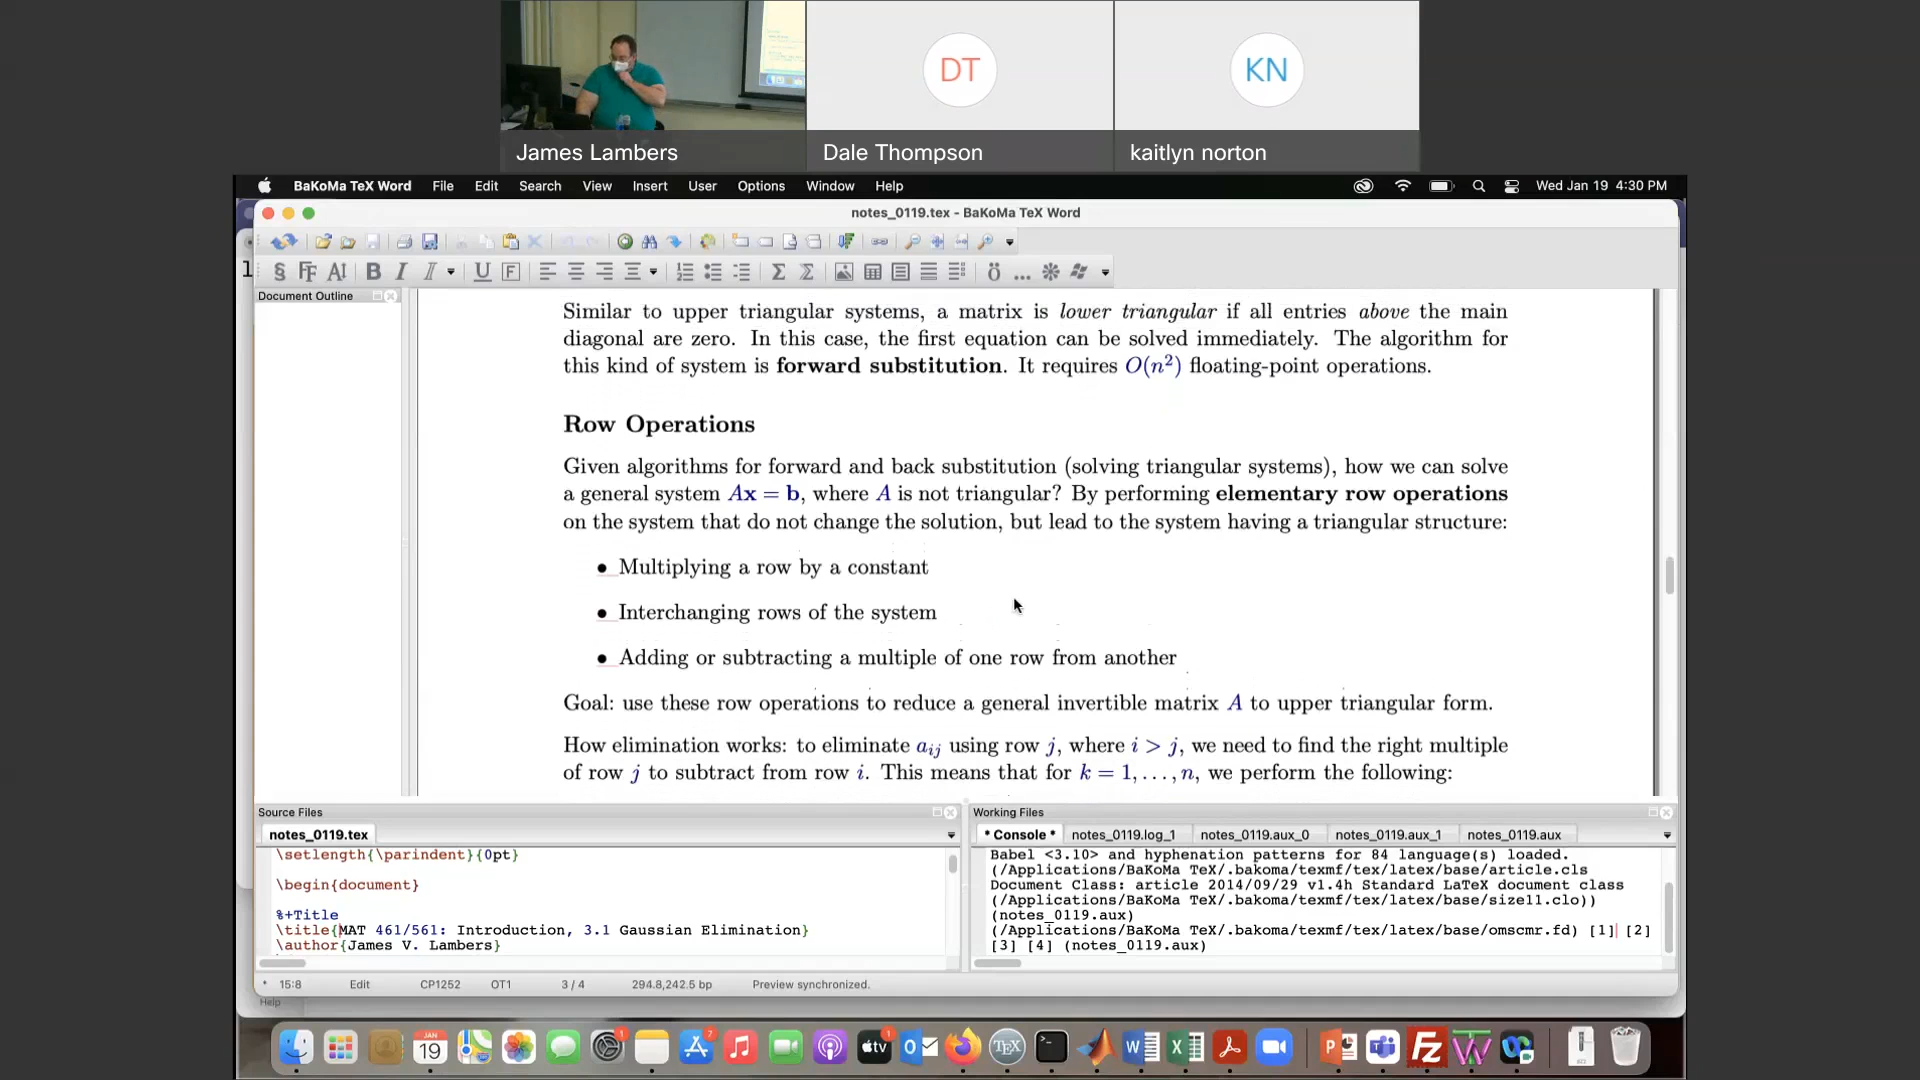 DT
KN
James Lambers
Dale Thompson
kaitlyn norton
BaKoMa TeX Word File Edit Search View Insert User Options Window Help Wed Jan 19 4:30 PM
notes_0119.tex - BaKoMa TeX Word
Document Outline
Similar to upper triangular systems, a matrix is lower triangular if all entries above the main
diagonal are zero. In this case, the first equation can be solved immediately. The algorithm for
this kind of system is forward substitution. It requires O(n²) floating-point operations.
Row Operations
Given algorithms for forward and back substitution (solving triangular systems), how we can solve
a general system Ax = b, where A is not triangular? By performing elementary row operations
on the system that do not change the solution, but lead to the system having a triangular structure:
• Multiplying a row by a constant
• Interchanging rows of the system
• Adding or subtracting a multiple of one row from another
Goal: use these row operations to reduce a general invertible matrix A to upper triangular form.
How elimination works: to eliminate aᵢⱼ using row j, where i > j, we need to find the right multiple
of row j to subtract from row i. This means that for k = 1, . . . , n, we perform the following:
Source Files
notes_0119.tex
\setlength{\parindent}{0pt}
\begin{document}
%+Title
\title{MAT 461/561: Introduction, 3.1 Gaussian Elimination}
\author{James V. Lambers}
Working Files
* Console * notes_0119.log_1 notes_0119.aux_0 notes_0119.aux_1 notes_0119.aux
Babel <3.10> and hyphenation patterns for 84 language(s) loaded.
(/Applications/BaKoMa TeX/.bakoma/texmf/tex/latex/base/article.cls
Document Class: article 2014/09/29 v1.4h Standard LaTeX document class
(/Applications/BaKoMa TeX/.bakoma/texmf/tex/latex/base/size11.clo))
(notes_0119.aux)
(/Applications/BaKoMa TeX/.bakoma/texmf/tex/latex/base/omscmr.fd) [1] [2]
[3] [4] (notes_0119.aux)
15:8 Edit CP1252 OT1 3 / 4 294.8,242.5 bp Preview synchronized.
Help
JAN
19
1
7
tv
1
TEX